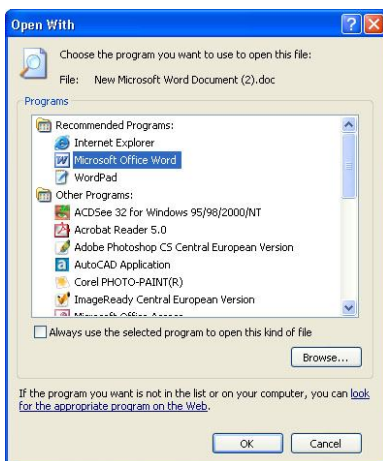 Open With
Choose the program you want to use to open this file:
File: New Microsoft Word Document (2).doc
Programs
Recommended Programs:
Internet Explorer
Microsoft Office Word
WordPad
Other Programs:
ACDSee 32 for Windows 95/98/2000/NT
Acrobat Reader 5.0
Adobe Photoshop CS Central European Version
AutoCAD Application
Corel PHOTO-PAINT(R)
ImageReady Central European Version
Microsoft Office Access
Always use the selected program to open this kind of file
Browse...
If the program you want is not in the list or on your computer, you can look
for the appropriate program on the Web.
OK Cancel